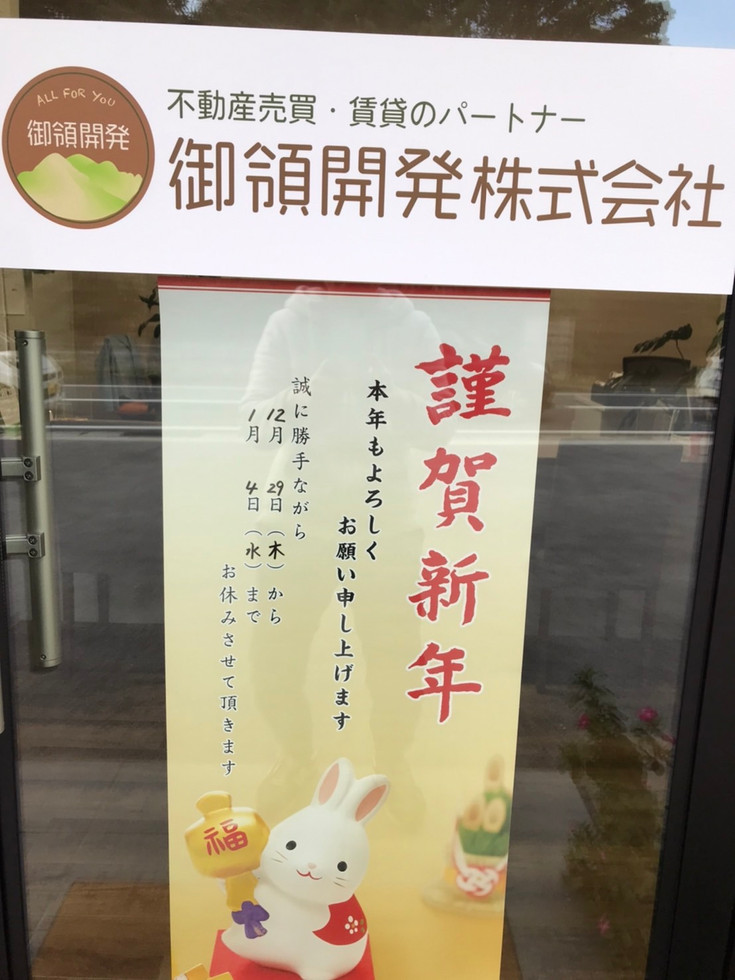 ALL FOR YOU
御領開発
不動産売買・賃貸のパートナー
御領開発株式会社
謹賀新年
本年もよろしく
お願い申し上げます
誠に勝手ながら
12月 29日（木）から
1月 4日（水）まで
お休みさせて頂きます
福